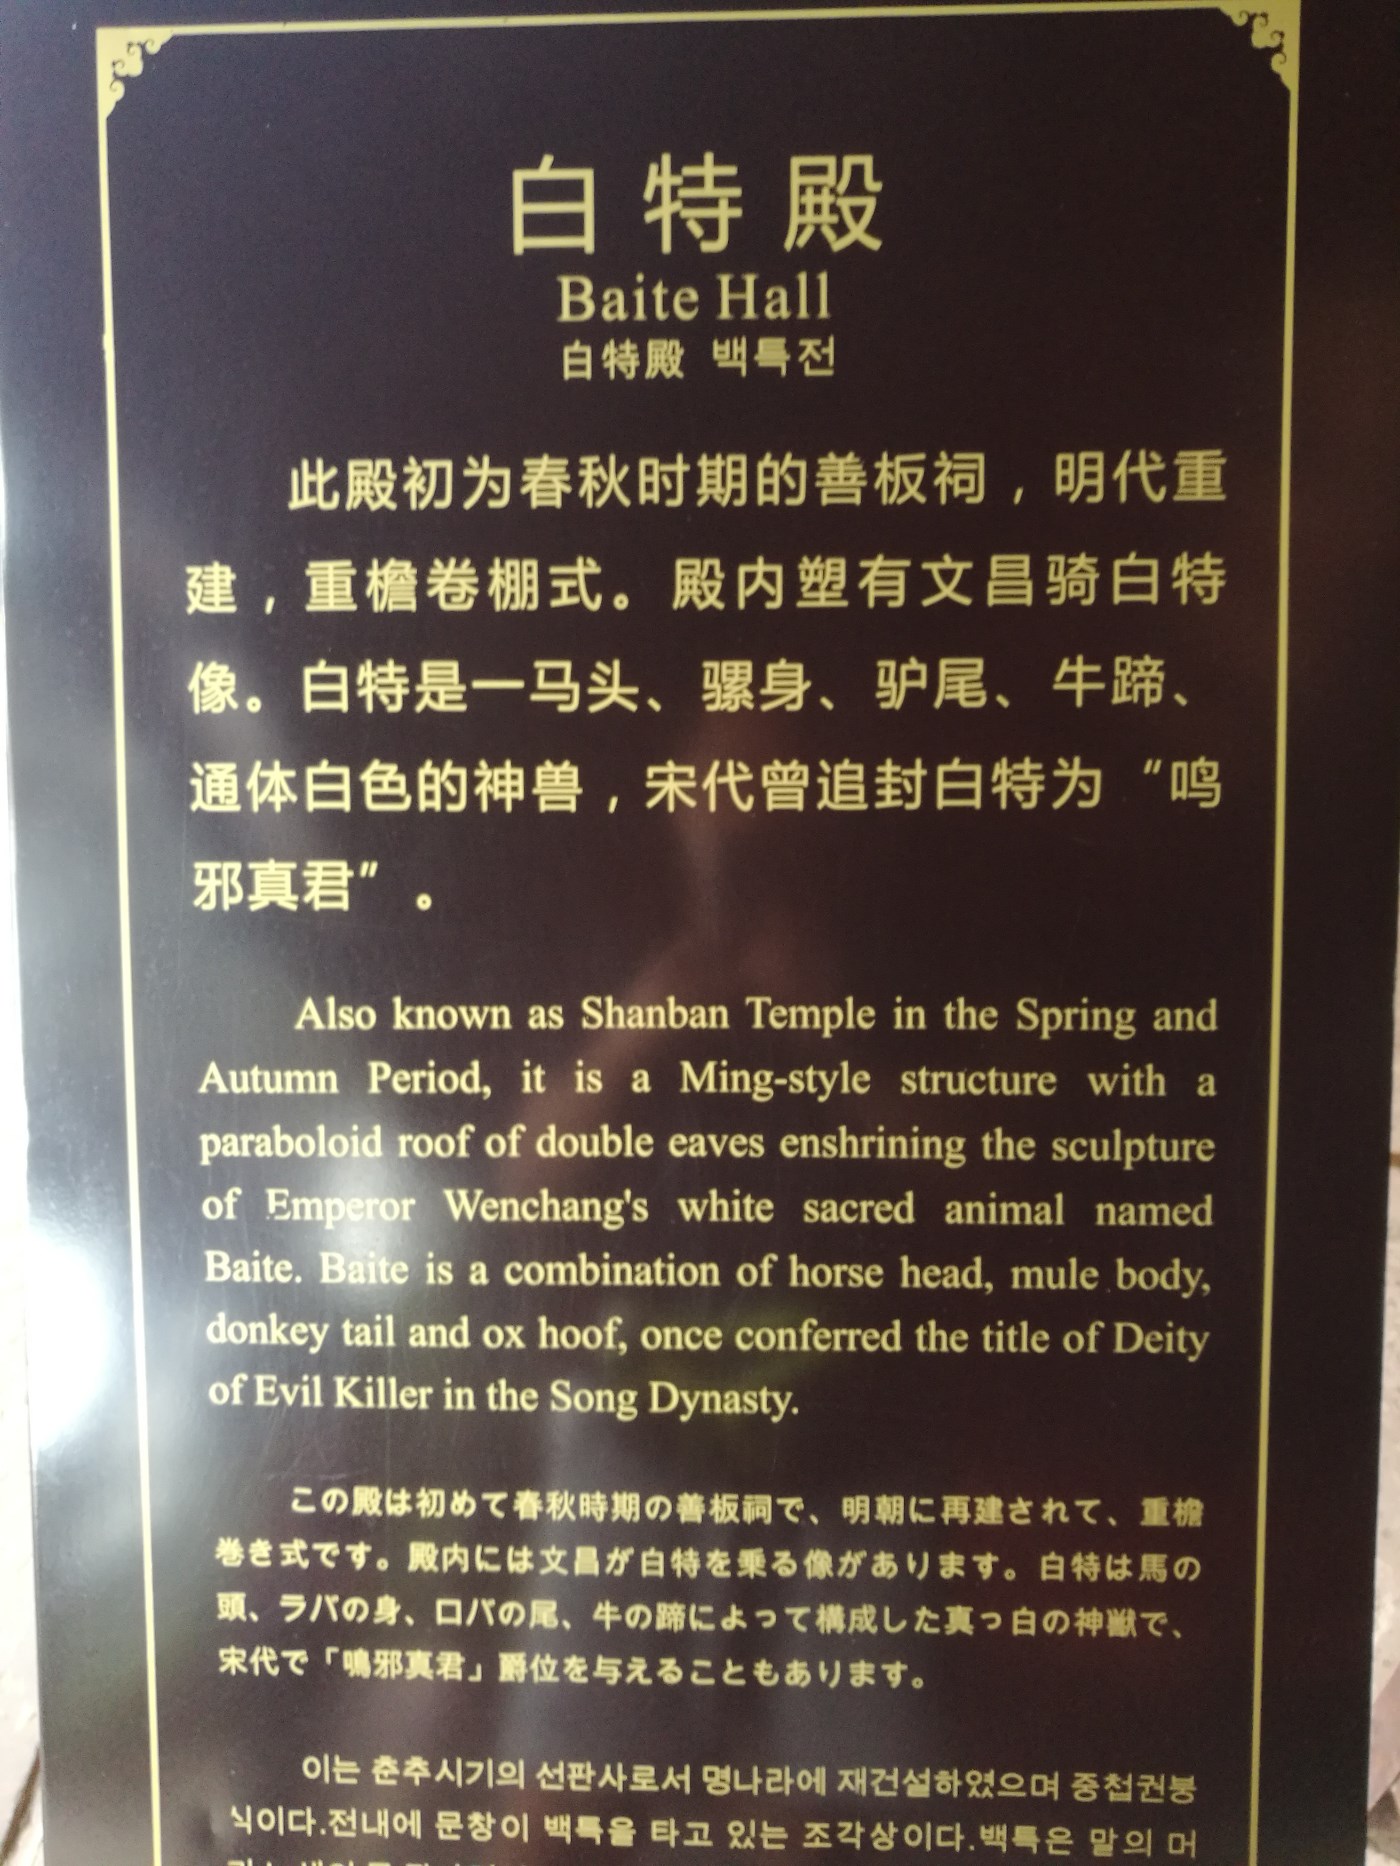 白特殿
Baite Hall
白特殿 백특전
此殿初为春秋时期的善板祠，明代重
建，重檐卷棚式。殿内塑有文昌骑白特
像。白特是一马头、骡身、驴尾、牛蹄、
通体白色的神兽，宋代曾追封白特为“鸣
邪真君”。
Also known as Shanban Temple in the Spring and
Autumn Period, it is a Ming-style structure with a
paraboloid roof of double eaves enshrining the sculpture
of Emperor Wenchang's white sacred animal named
Baite. Baite is a combination of horse head, mule body,
donkey tail and ox hoof, once conferred the title of Deity
of Evil Killer in the Song Dynasty.
この殿は初めて春秋時期の善板祠で、明朝に再建されて、重檐
巻き式です。殿内には文昌が白特を乗る像があります。白特は馬の
頭、ラバの身、ロバの尾、牛の蹄によって構成した真っ白の神獣で、
宋代で「鳴邪真君」爵位を与えることもあります。
이는 춘추시기의 선판사로서 명나라에 재건설하였으며 중첩권붕
식이다.전내에 문창이 백특을 타고 있는 조각상이다.백특은 말의 머